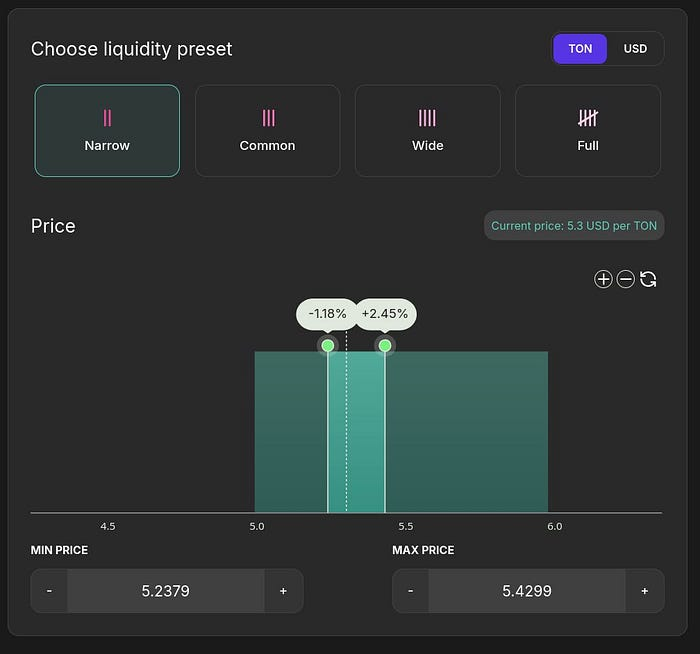 Choose liquidity preset
TON USD
Narrow Common Wide Full
Price
Current price: 5.3 USD per TON
-1.18% +2.45%
4.5 5.0 5.5 6.0
MIN PRICE MAX PRICE
- 5.2379 + - 5.4299 +